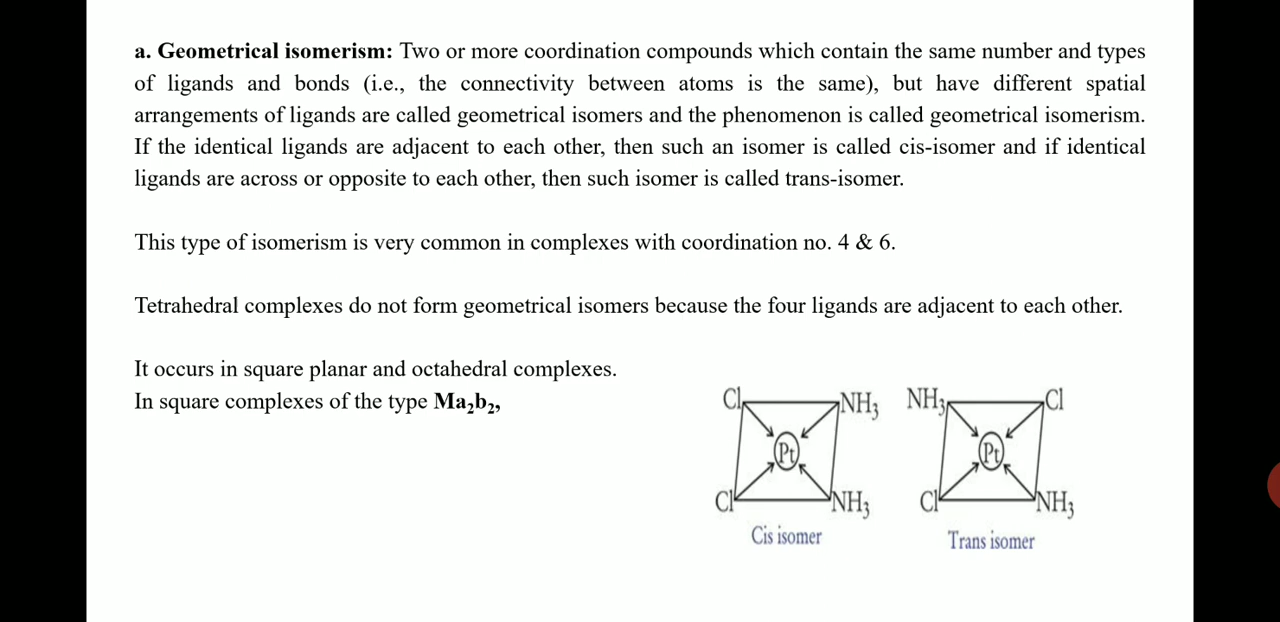 a. Geometrical isomerism: Two or more coordination compounds which contain the same number and types
of ligands and bonds (i.e., the connectivity between atoms is the same), but have different spatial
arrangements of ligands are called geometrical isomers and the phenomenon is called geometrical isomerism.
If the identical ligands are adjacent to each other, then such an isomer is called cis-isomer and if identical
ligands are across or opposite to each other, then such isomer is called trans-isomer.
This type of isomerism is very common in complexes with coordination no. 4 & 6.
Tetrahedral complexes do not form geometrical isomers because the four ligands are adjacent to each other.
It occurs in square planar and octahedral complexes.
In square complexes of the type Ma₂b₂,
Cl NH₃ NH₃ Cl
Pt Pt
Cl NH₃ Cl NH₃
Cis isomer
Trans isomer